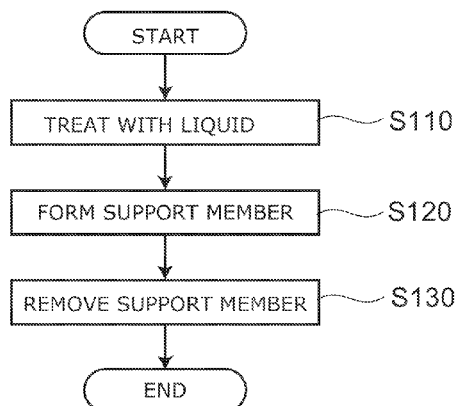 START
TREAT WITH LIQUID S110
FORM SUPPORT MEMBER S120
REMOVE SUPPORT MEMBER S130
END